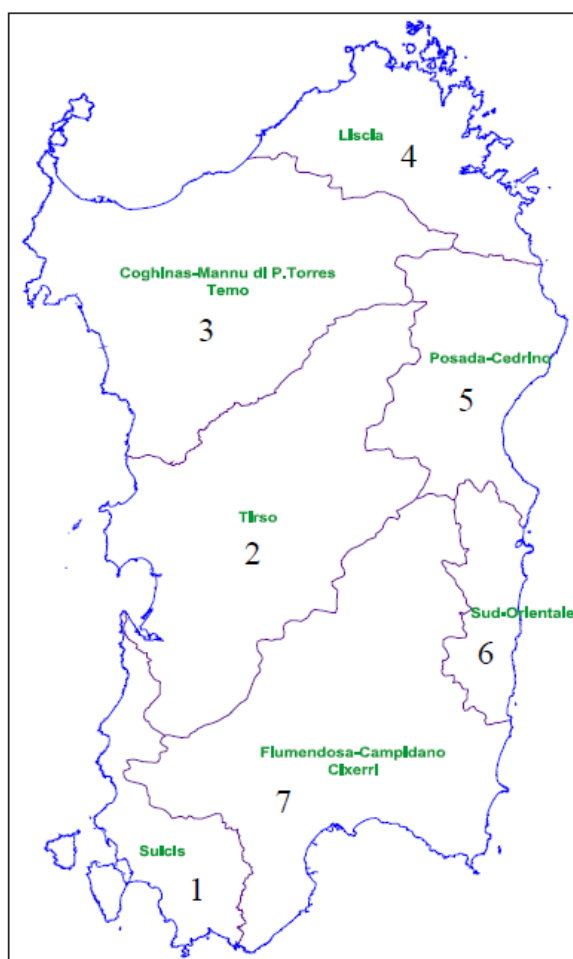 Liscia
4
Coghinas-Mannu di P.Torres
Temo
3
Posada-Cedrino
5
Tirso
2
Sud-Orientale
6
Flumendosa-Campidano
Cixerri
7
Sulcis
1